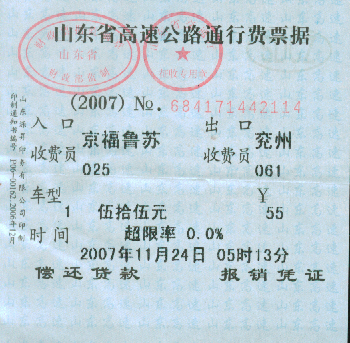 山东省高速公路通行费票据
山东省
(2007) No. 684171442114
入口 京福鲁苏 出口 兖州
收费员 收费员
025 061
车型 ¥
1 伍拾伍元 55
时间 超限率 0.0%
2007年11月24日 05时13分
偿还贷款 报销凭证